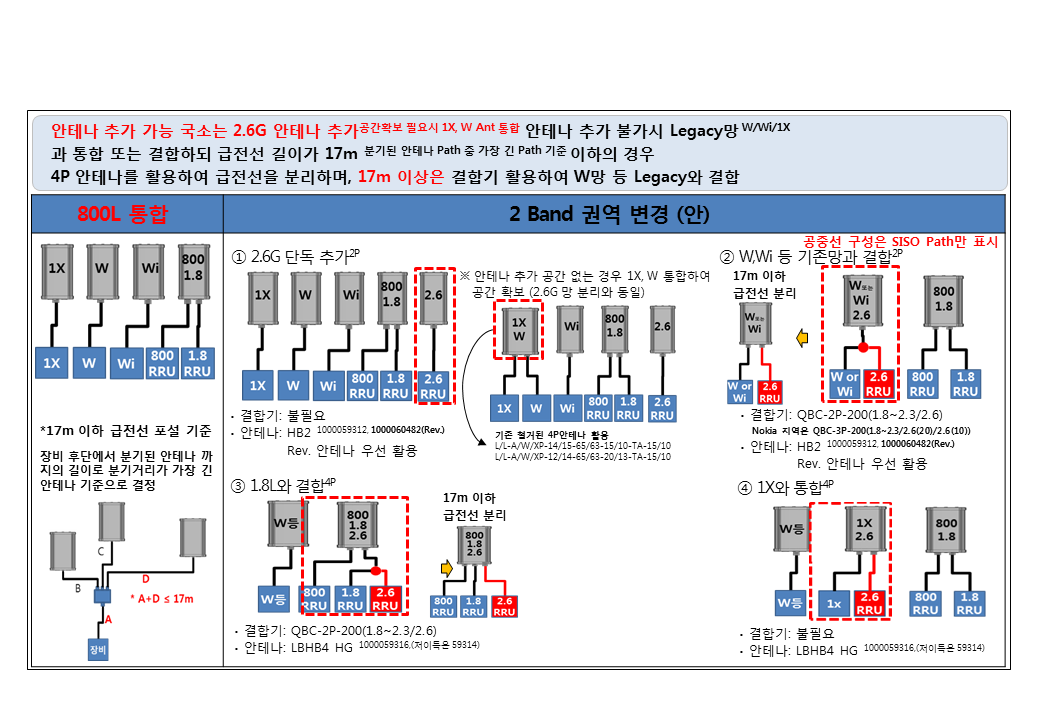 안테나 추가 가능 국소는 2.6G 안테나 추가공간확보 필요시 1X, W Ant 통합 안테나 추가 불가시 Legacy망 W/Wi/1X
과 통합 또는 결합하되 급전선 길이가 17m 분기된 안테나 Path 중 가장 긴 Path 기준 이하의 경우
4P 안테나를 활용하여 급전선을 분리하며, 17m 이상은 결합기 활용하여 W망 등 Legacy와 결합
800L 통합
2 Band 권역 변경 (안)
1X
W
Wi
800
1.8
1X
W
Wi
800
RRU
1.8
RRU
*17m 이하 급전선 포설 기준
장비 후단에서 분기된 안테나 까
지의 길이로 분기거리가 가장 긴
안테나 기준으로 결정
C
B
D
* A+D ≤ 17m
A
장비
공중선 구성은 SISO Path만 표시
① 2.6G 단독 추가2P
1X
W
Wi
800
1.8
2.6
1X
W
Wi
800
RRU
1.8
RRU
2.6
RRU
※ 안테나 추가 공간 없는 경우 1X, W 통합하여
공간 확보 (2.6G 망 분리와 동일)
1X
W
Wi
800
1.8
2.6
1X
W
Wi
800
RRU
1.8
RRU
2.6
RRU
• 결합기: 불필요
• 안테나: HB2 1000059312, 1000060482(Rev.)
Rev. 안테나 우선 활용
기존 철거된 4P안테나 활용
L/L-A/W/XP-14/15-65/63-15/10-TA-15/10
L/L-A/W/XP-12/14-65/63-20/13-TA-15/10
② W,Wi 등 기존망과 결합2P
17m 이하
급전선 분리
W또는
Wi
W or
Wi
2.6
RRU
W또는
Wi
2.6
W or
Wi
2.6
RRU
800
1.8
800
RRU
1.8
RRU
• 결합기: QBC-2P-200(1.8~2.3/2.6)
Nokia 지역은 QBC-3P-200(1.8~2.3/2.6(20)/2.6(10))
• 안테나: HB2 1000059312, 1000060482(Rev.)
Rev. 안테나 우선 활용
③ 1.8L와 결합4P
W등
800
1.8
2.6
W등
800
RRU
1.8
RRU
2.6
RRU
17m 이하
급전선 분리
800
1.8
2.6
800
RRU
1.8
RRU
2.6
RRU
• 결합기: QBC-2P-200(1.8~2.3/2.6)
• 안테나: LBHB4 HG 1000059316,(저이득은 59314)
④ 1X와 통합4P
W등
1X
2.6
800
1.8
W등
1x
2.6
RRU
800
RRU
1.8
RRU
• 결합기: 불필요
• 안테나: LBHB4 HG 1000059316,(저이득은 59314)